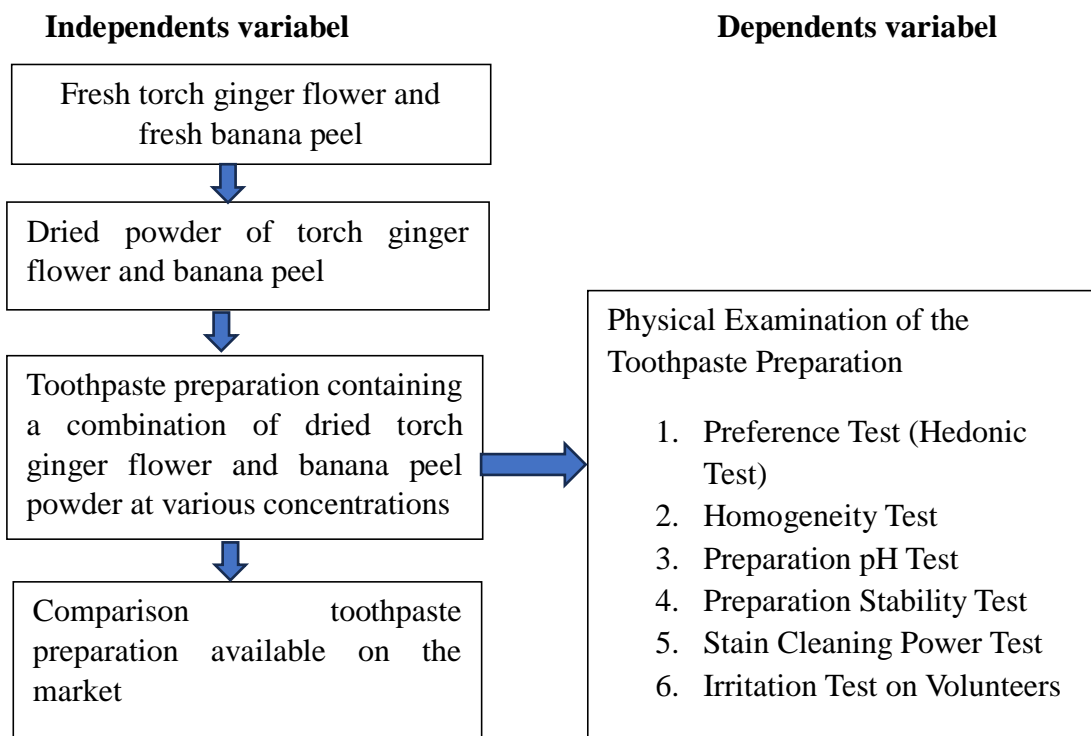 Independents variabel
Dependents variabel
Fresh torch ginger flower and
fresh banana peel
Dried powder of torch ginger
flower and banana peel
Toothpaste preparation containing
a combination of dried torch
ginger flower and banana peel
powder at various concentrations
Comparison toothpaste
preparation available on the
market
Physical Examination of the
Toothpaste Preparation
1. Preference Test (Hedonic
Test)
2. Homogeneity Test
3. Preparation pH Test
4. Preparation Stability Test
5. Stain Cleaning Power Test
6. Irritation Test on Volunteers